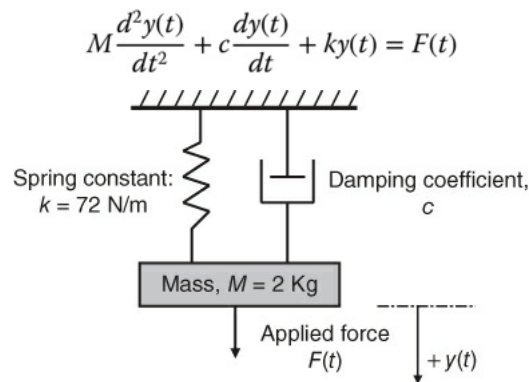 M d²y(t)/dt² + c dy(t)/dt + ky(t) = F(t)
Spring constant:
k = 72 N/m
Damping coefficient,
c
Mass, M = 2 Kg
Applied force
F(t)
+y(t)